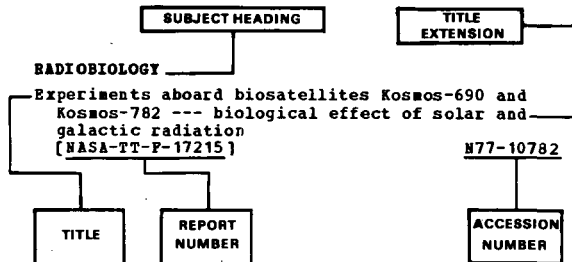 SUBJECT HEADING
TITLE
EXTENSION
RADIOBIOLOGY
Experiments aboard biosatellites Kosmos-690 and
Kosmos-782 --- biological effect of solar and
galactic radiation
[NASA-TT-F-17215] N77-10782
TITLE
REPORT
NUMBER
ACCESSION
NUMBER